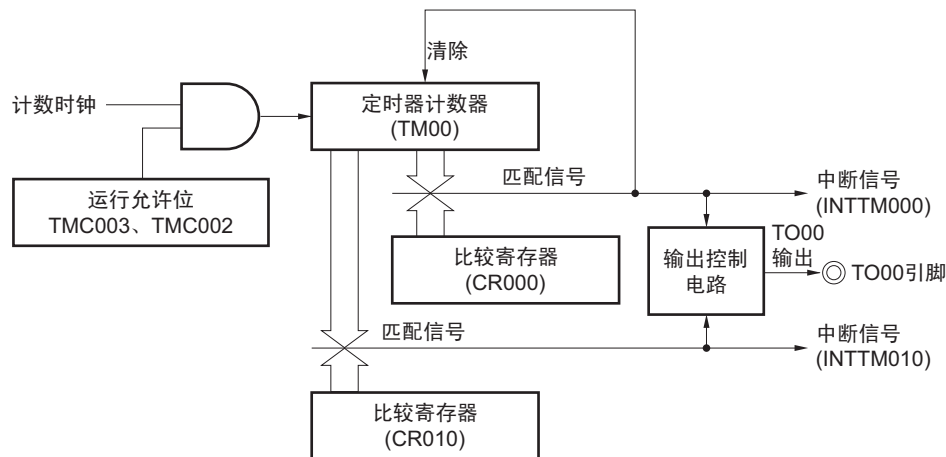 清除
计数时钟
定时器计数器
(TM00)
运行允许位
TMC003、TMC002
匹配信号
中断信号
(INTTM000)
比较寄存器
(CR000)
输出控制
电路
TO00
输出
TO00引脚
匹配信号
中断信号
(INTTM010)
比较寄存器
(CR010)